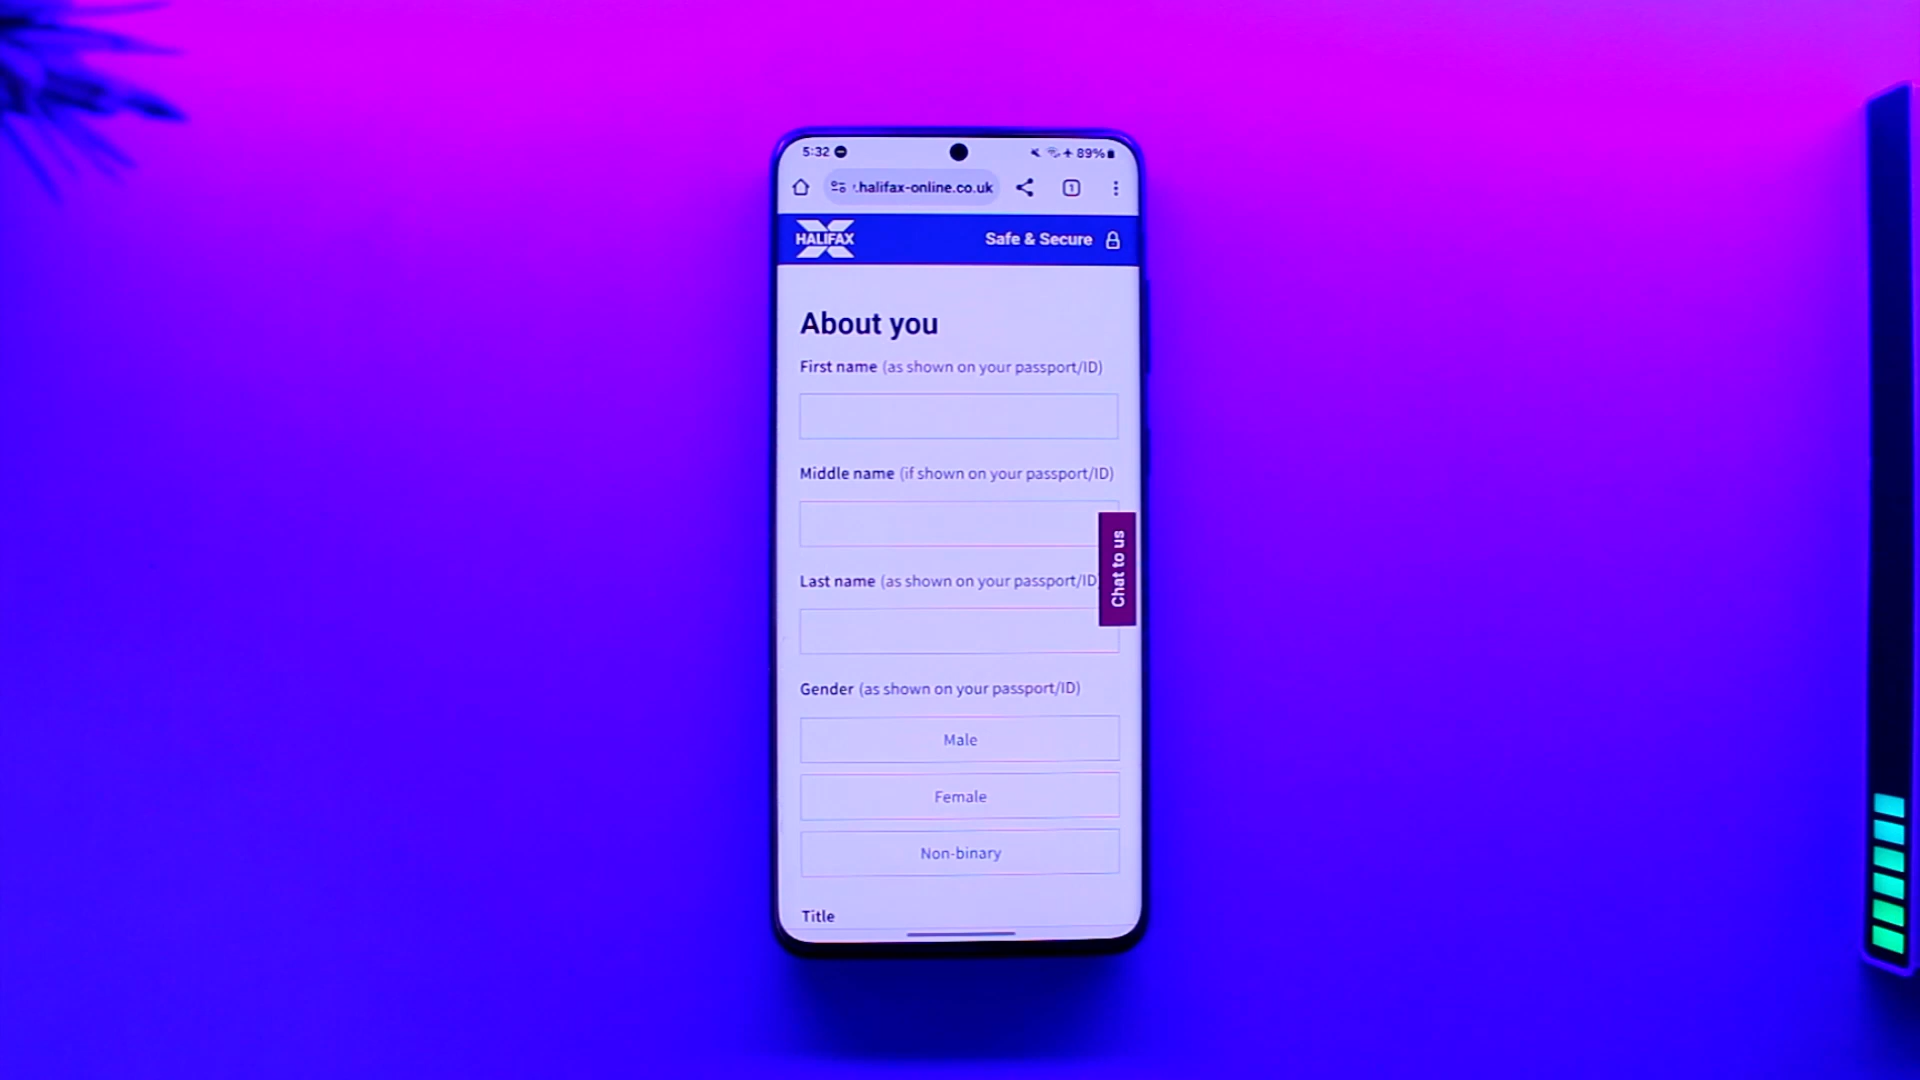 5:32
89%
.halifax-online.co.uk
1
HALIFAX
Safe & Secure
About you
First name (as shown on your passport/ID)
Middle name (if shown on your passport/ID)
Chat to us
Last name (as shown on your passport/ID)
Gender (as shown on your passport/ID)
Male
Female
Non-binary
Title